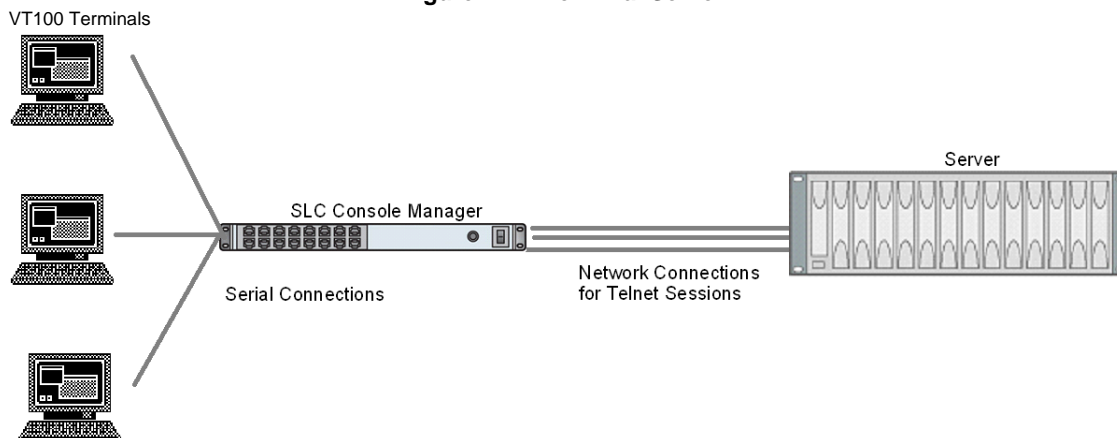 VT100 Terminals
Server
SLC Console Manager
Network Connections
for Telnet Sessions
Serial Connections